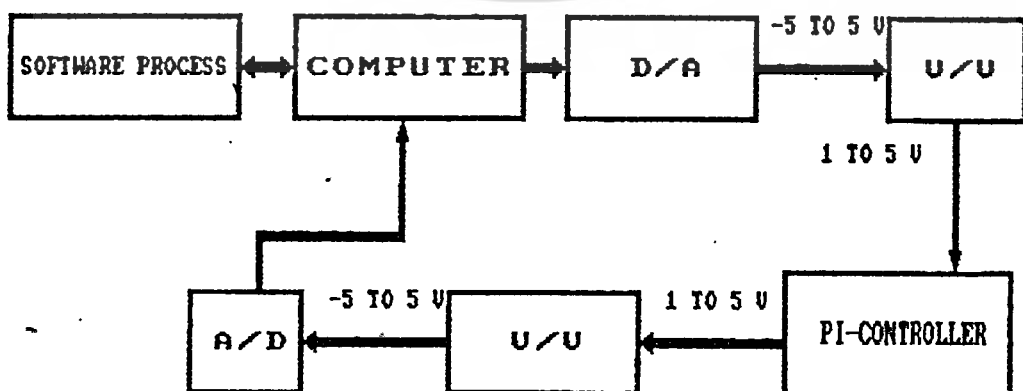 -5 TO 5 V
SOFTWARE PROCESS
COMPUTER
D/A
V/V
1 TO 5 V
-5 TO 5 V
1 TO 5 V
A/D
V/V
PI-CONTROLLER